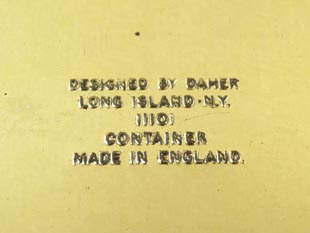 DESIGNED BY DAHER
LONG ISLAND·N.Y.
11101
CONTAINER
MADE IN ENGLAND.